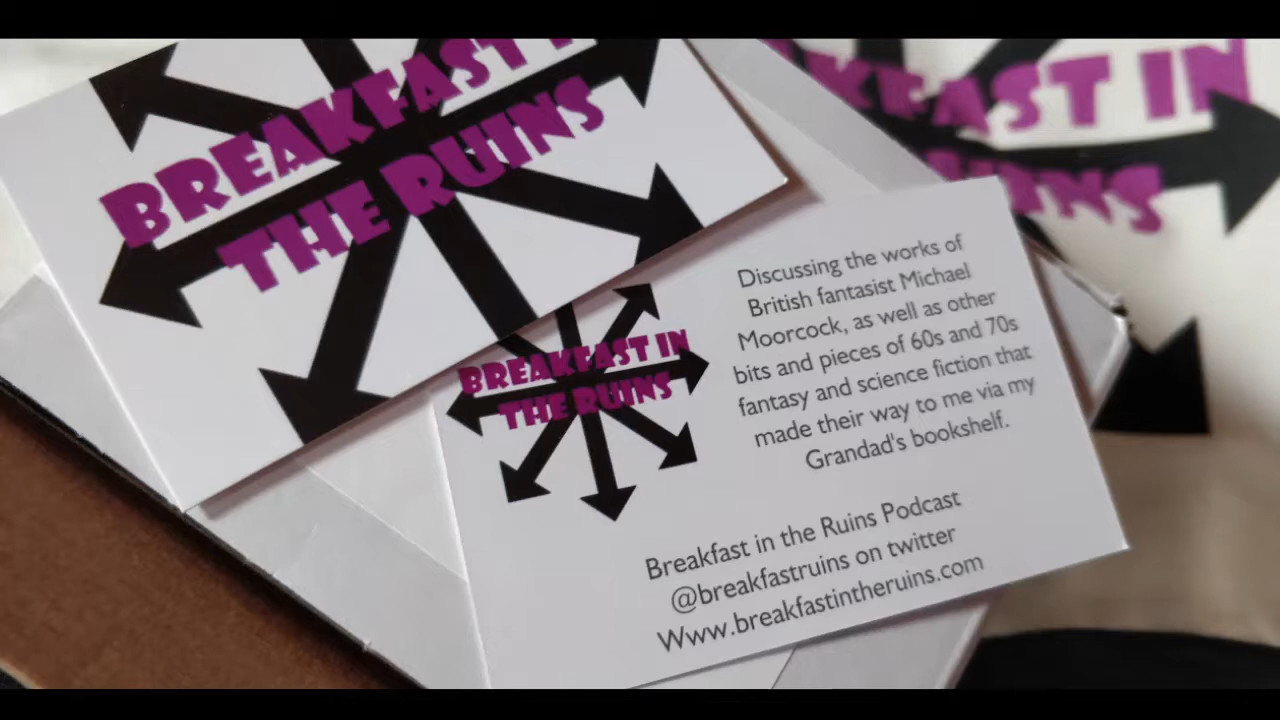 BREAKFAST I
THE RUINS
BREAKFAST IN
RUINS
BREAKFAST IN
THE RUINS
Discussing the works of
British fantasist Michael
Moorcock, as well as other
bits and pieces of 60s and 70s
fantasy and science fiction that
made their way to me via my
Grandad's bookshelf.
Breakfast in the Ruins Podcast
@breakfastruins on twitter
Www.breakfastintheruins.com